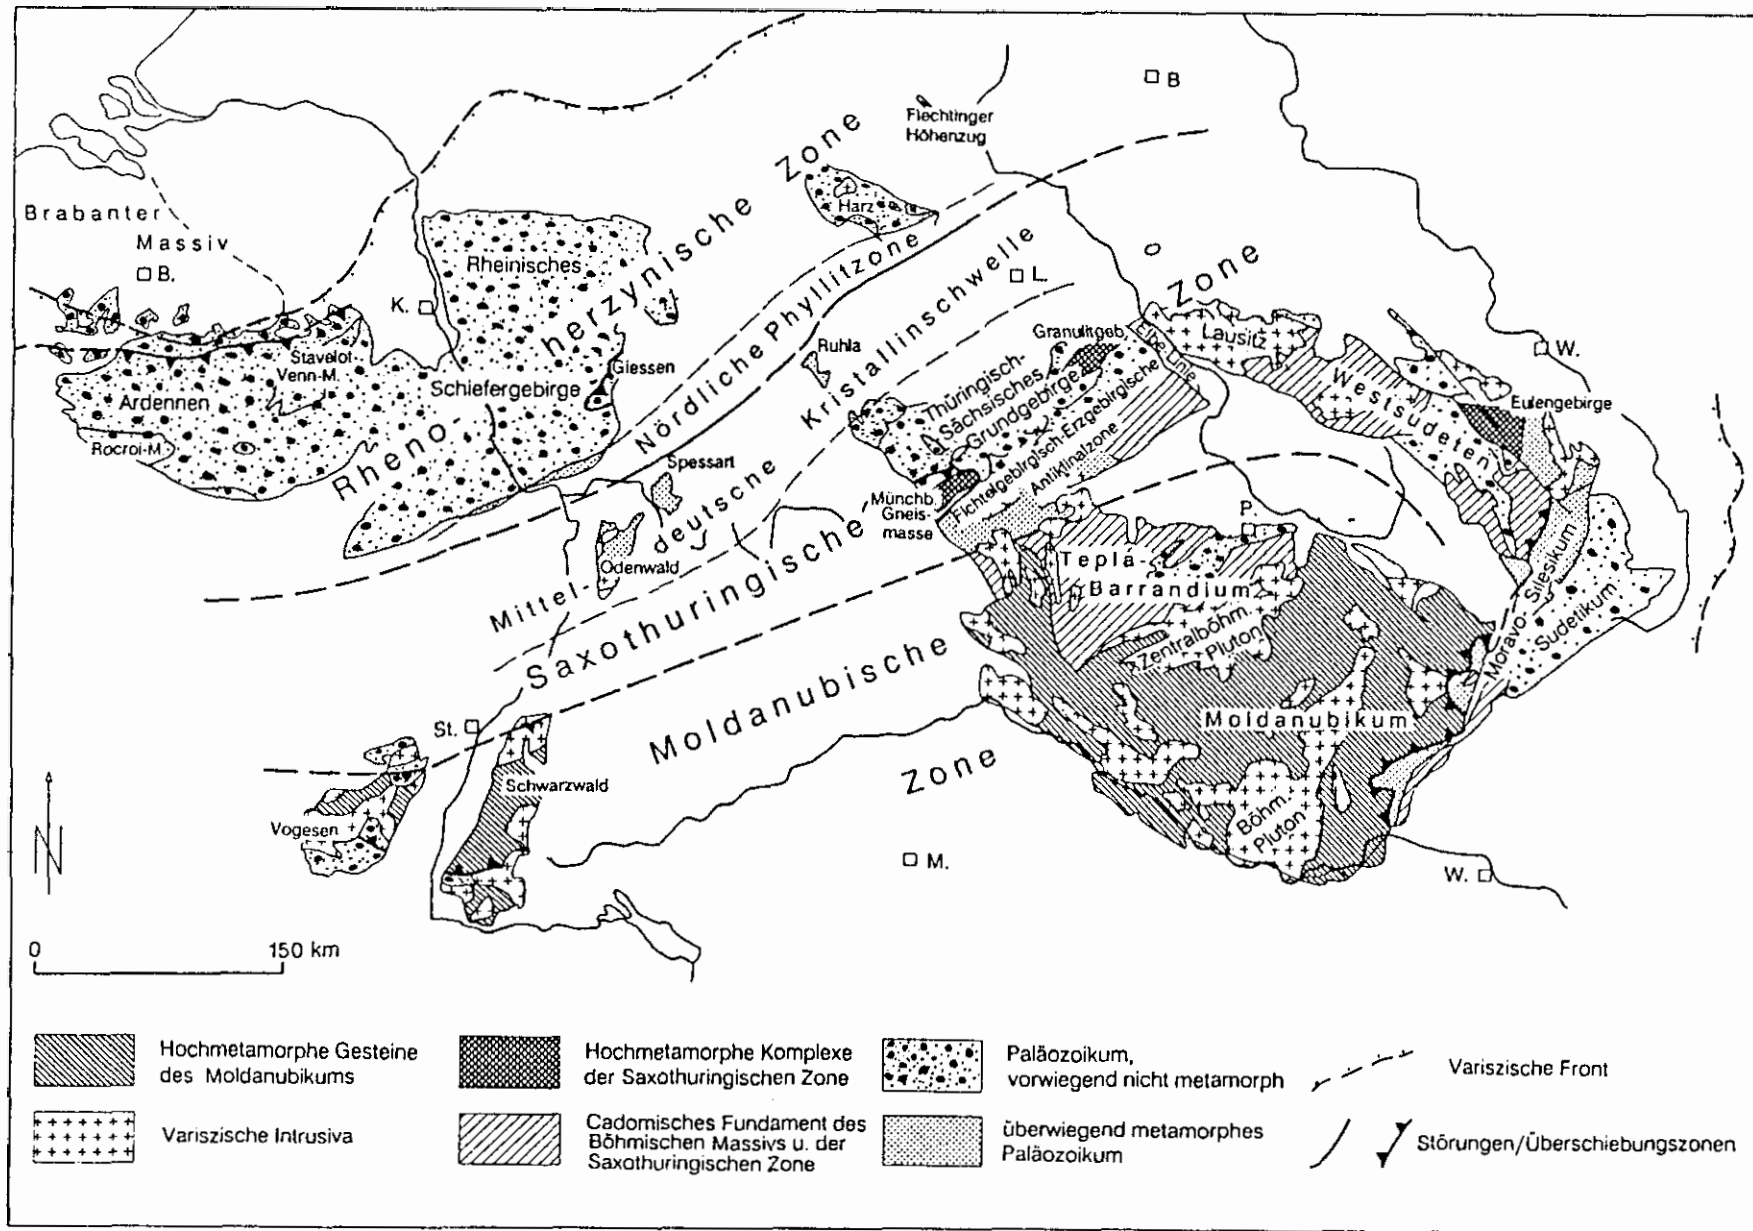 B
Flechtinger
Höhenzug
Brabanter
Massiv
B.
Harz
Rheinisches
K.
L.
Rheno-
herzynische
Zone
Nördliche Phyllitzone
Mittel-
deutsche
Kristallinschwelle
Saxothuringische
Zone
Moldanubische
Zone
Stavelot-
Venn-M.
Ardennen
Rocroi-M.
Schiefergebirge
Giessen
Ruhla
Spessart
Odenwald
Granulitgeb.
Elbe Linie
Lausitz
W.
Westsudeten
Eulengebirge
Thüringisch-
Sächsisches
Grundgebirge
Fichtelgebirgisch-Erzgebirgische
Antiklinalzone
Münchb.
Gneis-
masse
P.
Teplá-
Barrandium
Zentralböhm.
Pluton
Moravo-Silesikum
Sudetikum
Moldanubikum
Böhm.
Pluton
St.
Schwarzwald
Vogesen
M.
W.
N
0
150 km
Hochmetamorphe Gesteine
des Moldanubikums
Hochmetamorphe Komplexe
der Saxothuringischen Zone
Paläozoikum,
vorwiegend nicht metamorph
Variszische Front
Variszische Intrusiva
Cadomisches Fundament des
Böhmischen Massivs u. der
Saxothuringischen Zone
überwiegend metamorphes
Paläozoikum
Störungen/Überschiebungszonen